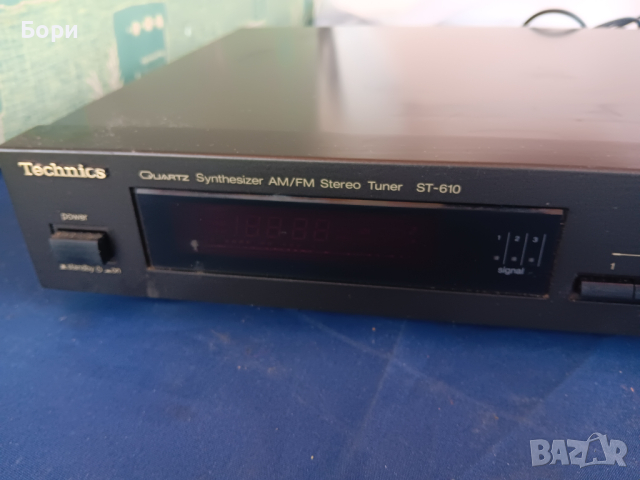 Бори
Technics
QUARTZ Synthesizer AM/FM Stereo Tuner ST-610
power
standby on
1 2 3
signal
1
BAZAR